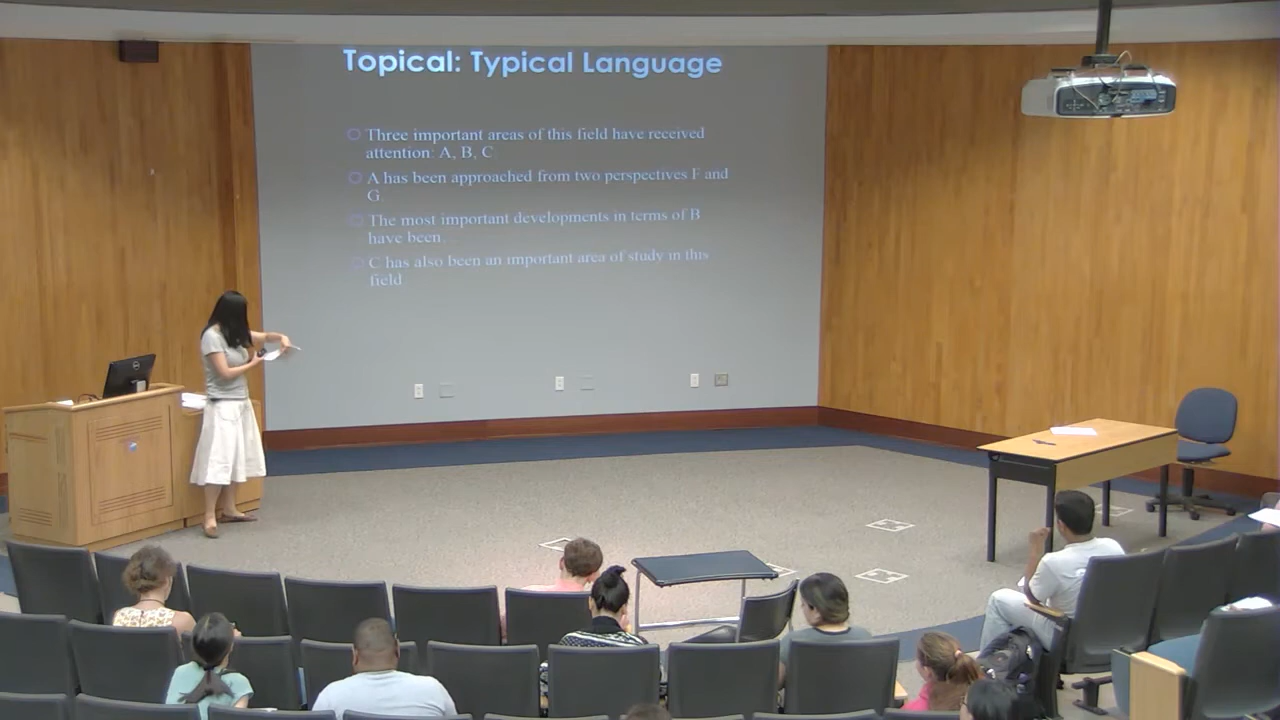 Topical: Typical Language
Three important areas of this field have received
attention: A, B, C
A has been approached from two perspectives F and
G
The most important developments in terms of B
have been.
C has also been an important area of study in this
field